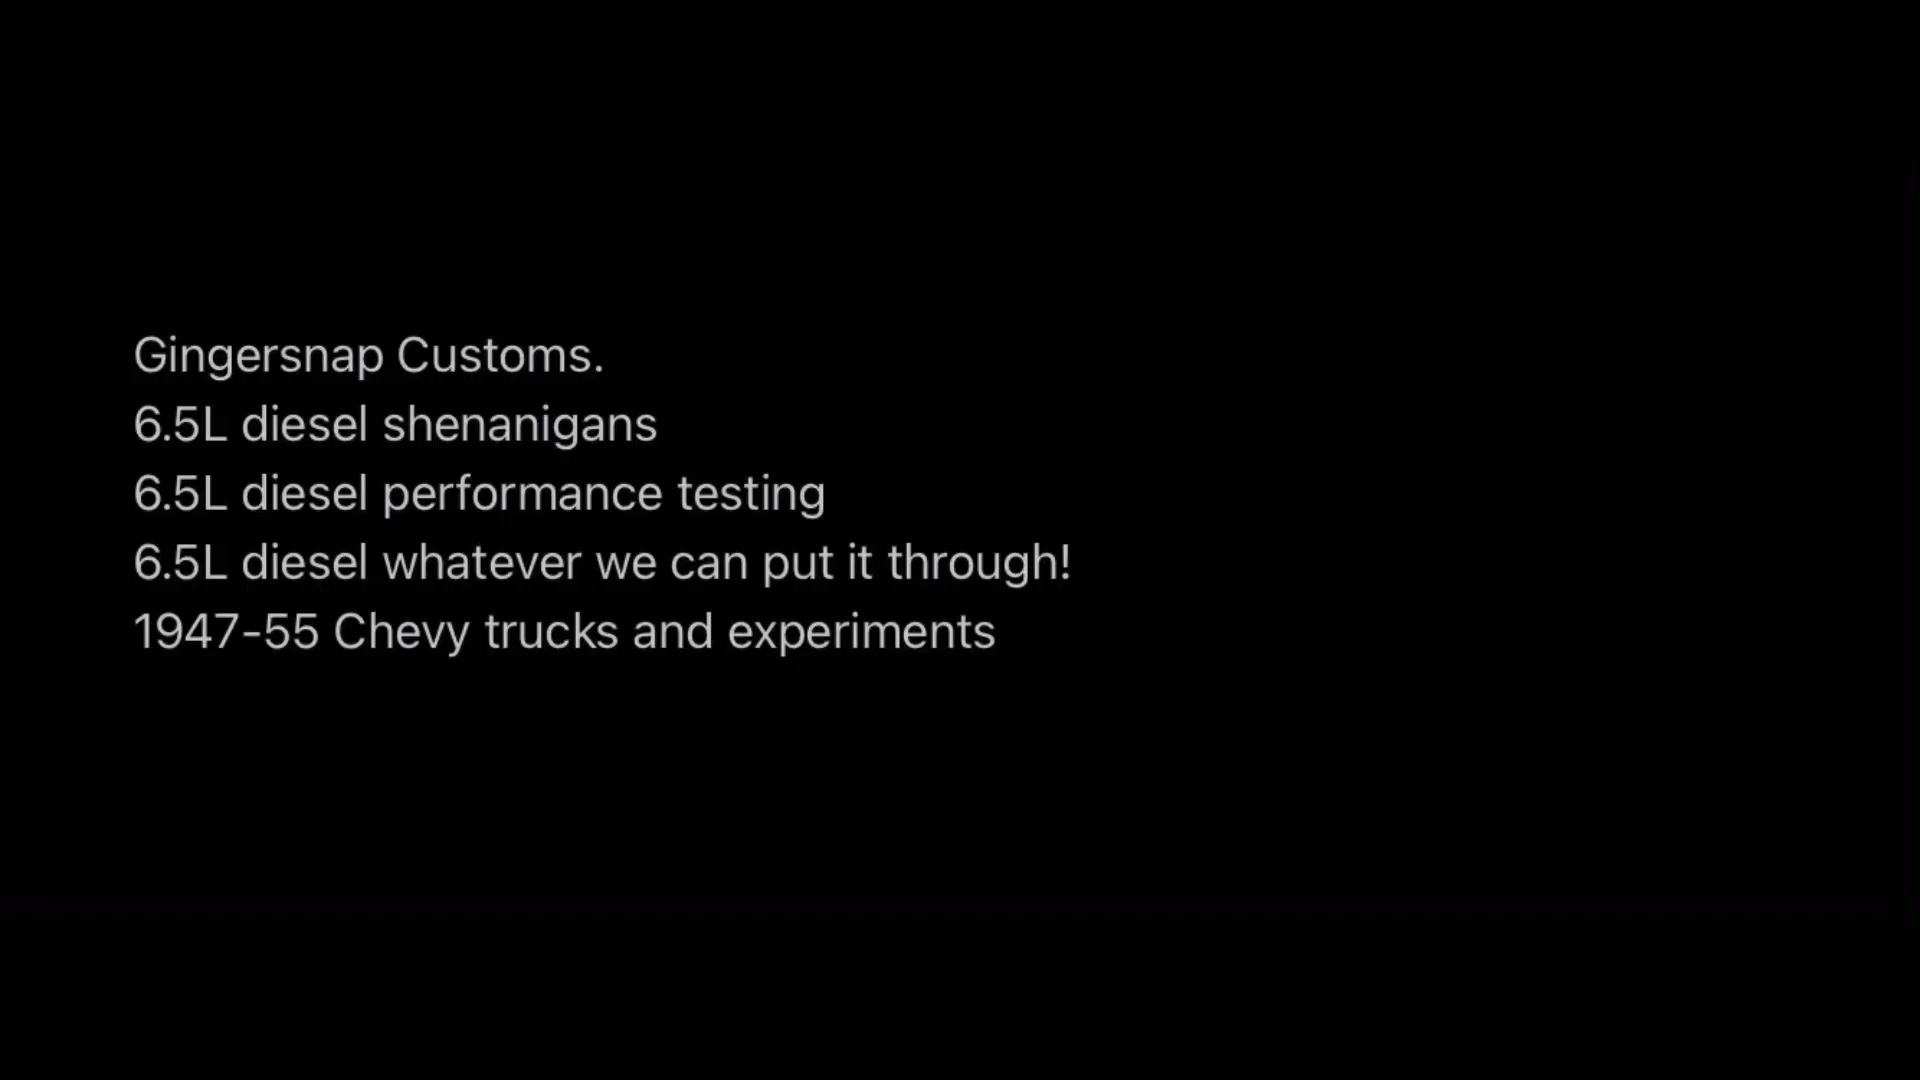 Gingersnap Customs.
6.5L diesel shenanigans
6.5L diesel performance testing
6.5L diesel whatever we can put it through!
1947-55 Chevy trucks and experiments